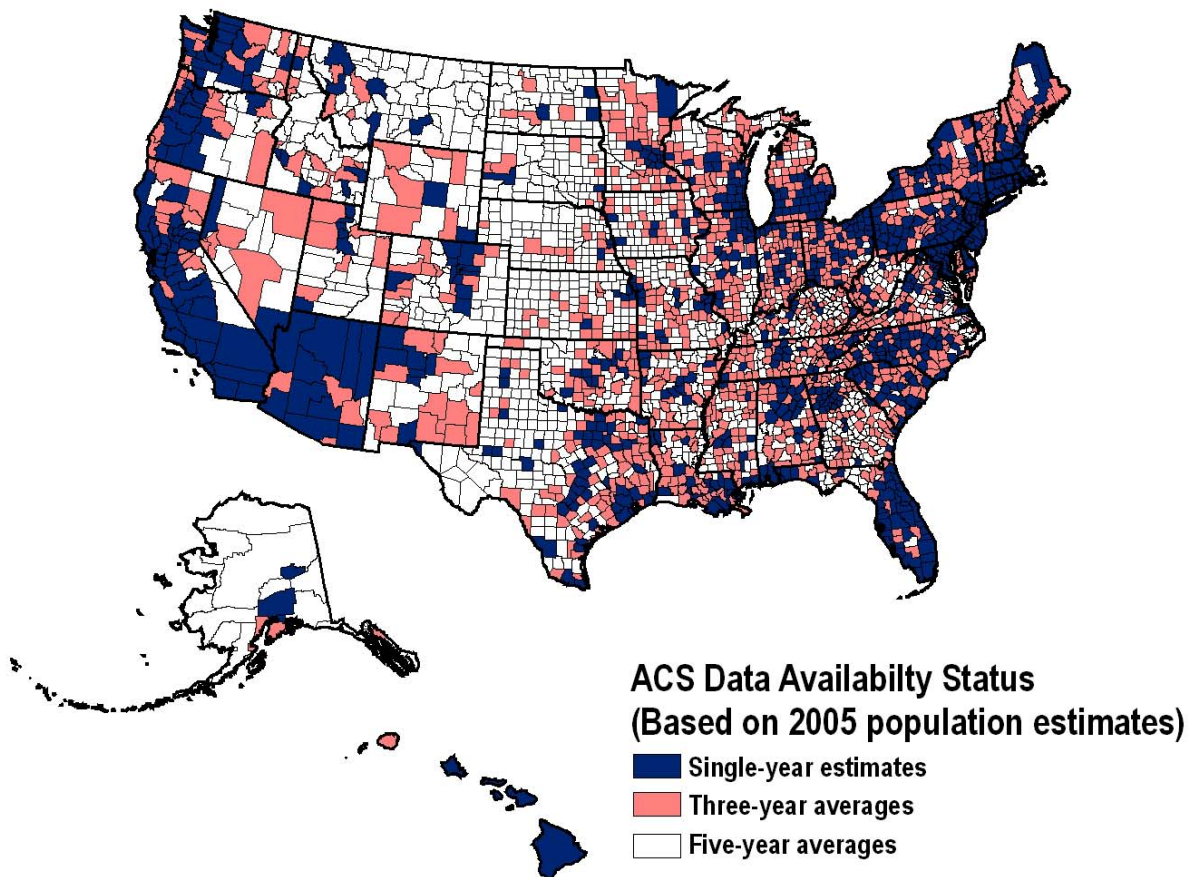 ACS Data Availabilty Status
(Based on 2005 population estimates)
Single-year estimates
Three-year averages
Five-year averages